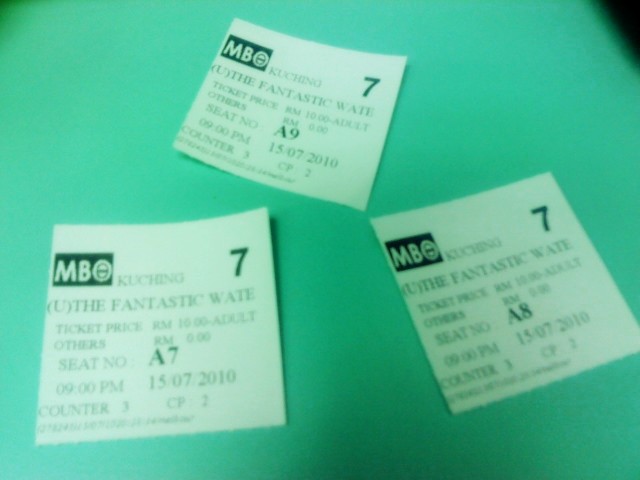 MBO KUCHING 7
(U)THE FANTASTIC WATE
TICKET PRICE RM 10.00-ADULT
OTHERS RM 0.00
SEAT NO A9
09:00 PM 15/07/2010
COUNTER 3 CP 2
MBO KUCHING 7
(U)THE FANTASTIC WATE
TICKET PRICE RM 10.00-ADULT
OTHERS RM 0.00
SEAT NO : A7
09:00 PM 15/07/2010
COUNTER 3 CP 2
MBO KUCHING 7
(U)THE FANTASTIC WATE
TICKET PRICE RM 10.00-ADULT
OTHERS RM 0.00
SEAT NO A8
09:00 PM 15/07/2010
COUNTER 3 CP 2